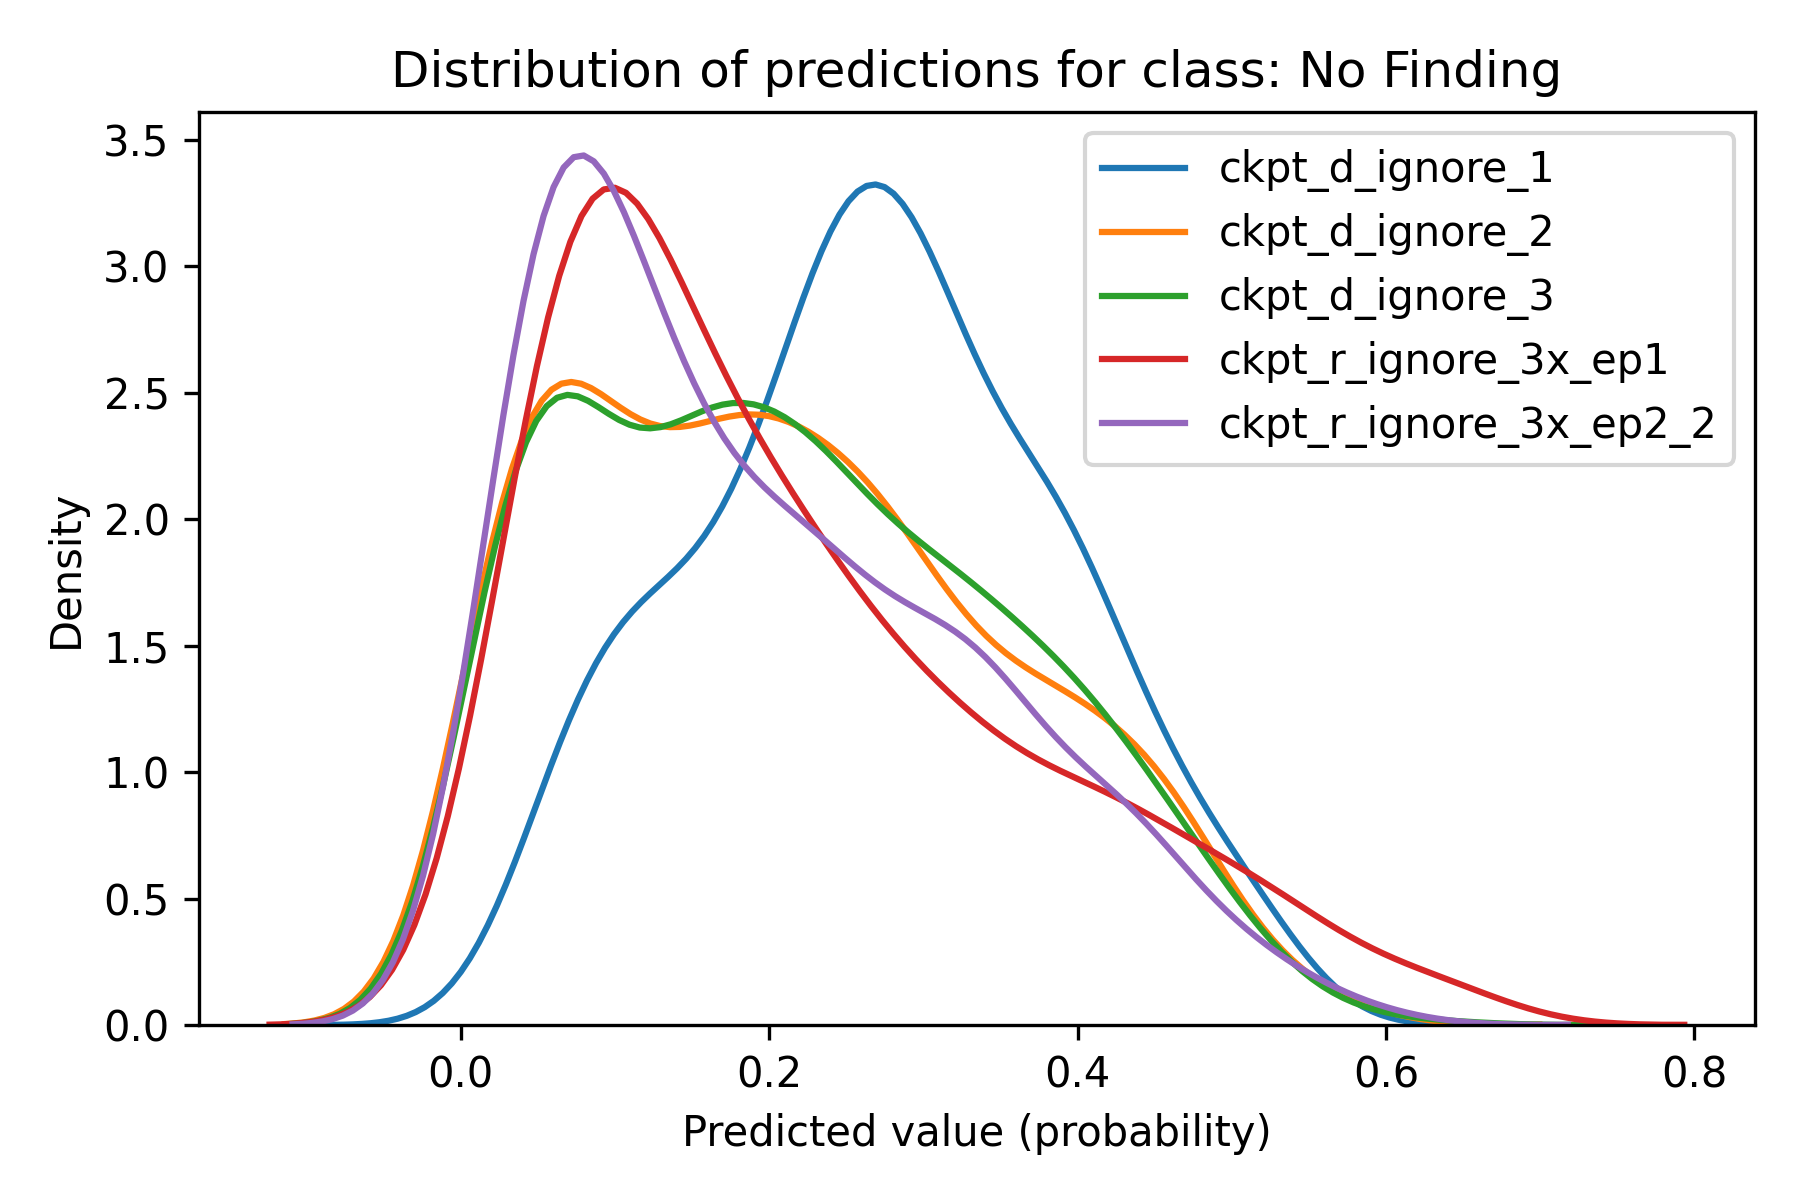 Distribution of predictions for class: No Finding
3.5
3.0
2.5
2.0
1.5
1.0
0.5
0.0
Density
ckpt_d_ignore_1
ckpt_d_ignore_2
ckpt_d_ignore_3
ckpt_r_ignore_3x_ep1
ckpt_r_ignore_3x_ep2_2
0.0 0.2 0.4 0.6 0.8
Predicted value (probability)